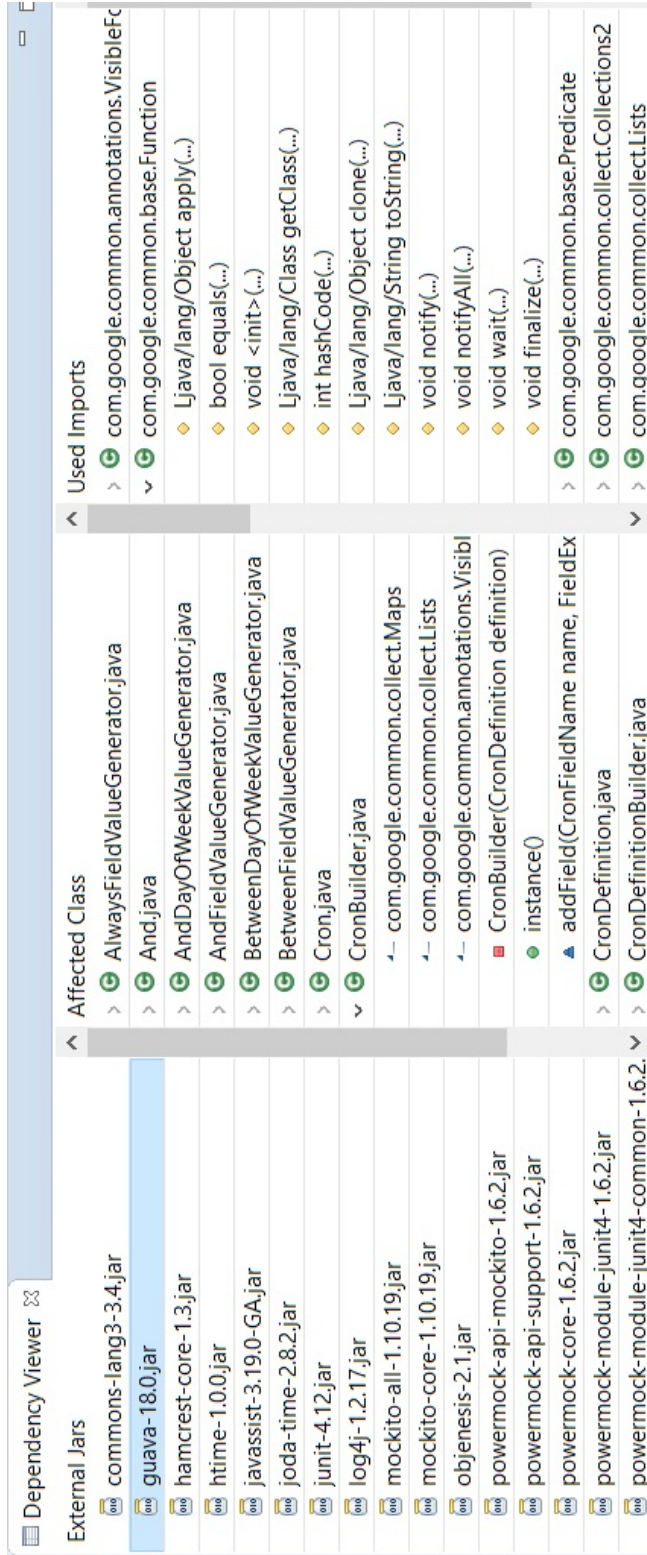 Dependency Viewer
External Jars
commons-lang3-3.4.jar
guava-18.0.jar
hamcrest-core-1.3.jar
htime-1.0.0.jar
javassist-3.19.0-GA.jar
joda-time-2.8.2.jar
junit-4.12.jar
log4j-1.2.17.jar
mockito-all-1.10.19.jar
mockito-core-1.10.19.jar
objenesis-2.1.jar
powermock-api-mockito-1.6.2.jar
powermock-api-support-1.6.2.jar
powermock-core-1.6.2.jar
powermock-module-junit4-1.6.2.jar
powermock-module-junit4-common-1.6.2.
Affected Class
AlwaysFieldValueGenerator.java
And.java
AndDayOfWeekValueGenerator.java
AndFieldValueGenerator.java
BetweenDayOfWeekValueGenerator.java
BetweenFieldValueGenerator.java
Cron.java
CronBuilder.java
com.google.common.collect.Maps
com.google.common.collect.Lists
com.google.common.annotations.Visibl
CronBuilder(CronDefinition definition)
instance()
addField(CronFieldName name, FieldEx
CronDefinition.java
CronDefinitionBuilder.java
Used Imports
com.google.common.annotations.VisibleFo
com.google.common.base.Function
Ljava/lang/Object apply(...)
bool equals(...)
void <init>(...)
Ljava/lang/Class getClass(...)
int hashCode(...)
Ljava/lang/Object clone(...)
Ljava/lang/String toString(...)
void notify(...)
void notifyAll(...)
void wait(...)
void finalize(...)
com.google.common.base.Predicate
com.google.common.collect.Collections2
com.google.common.collect.Lists